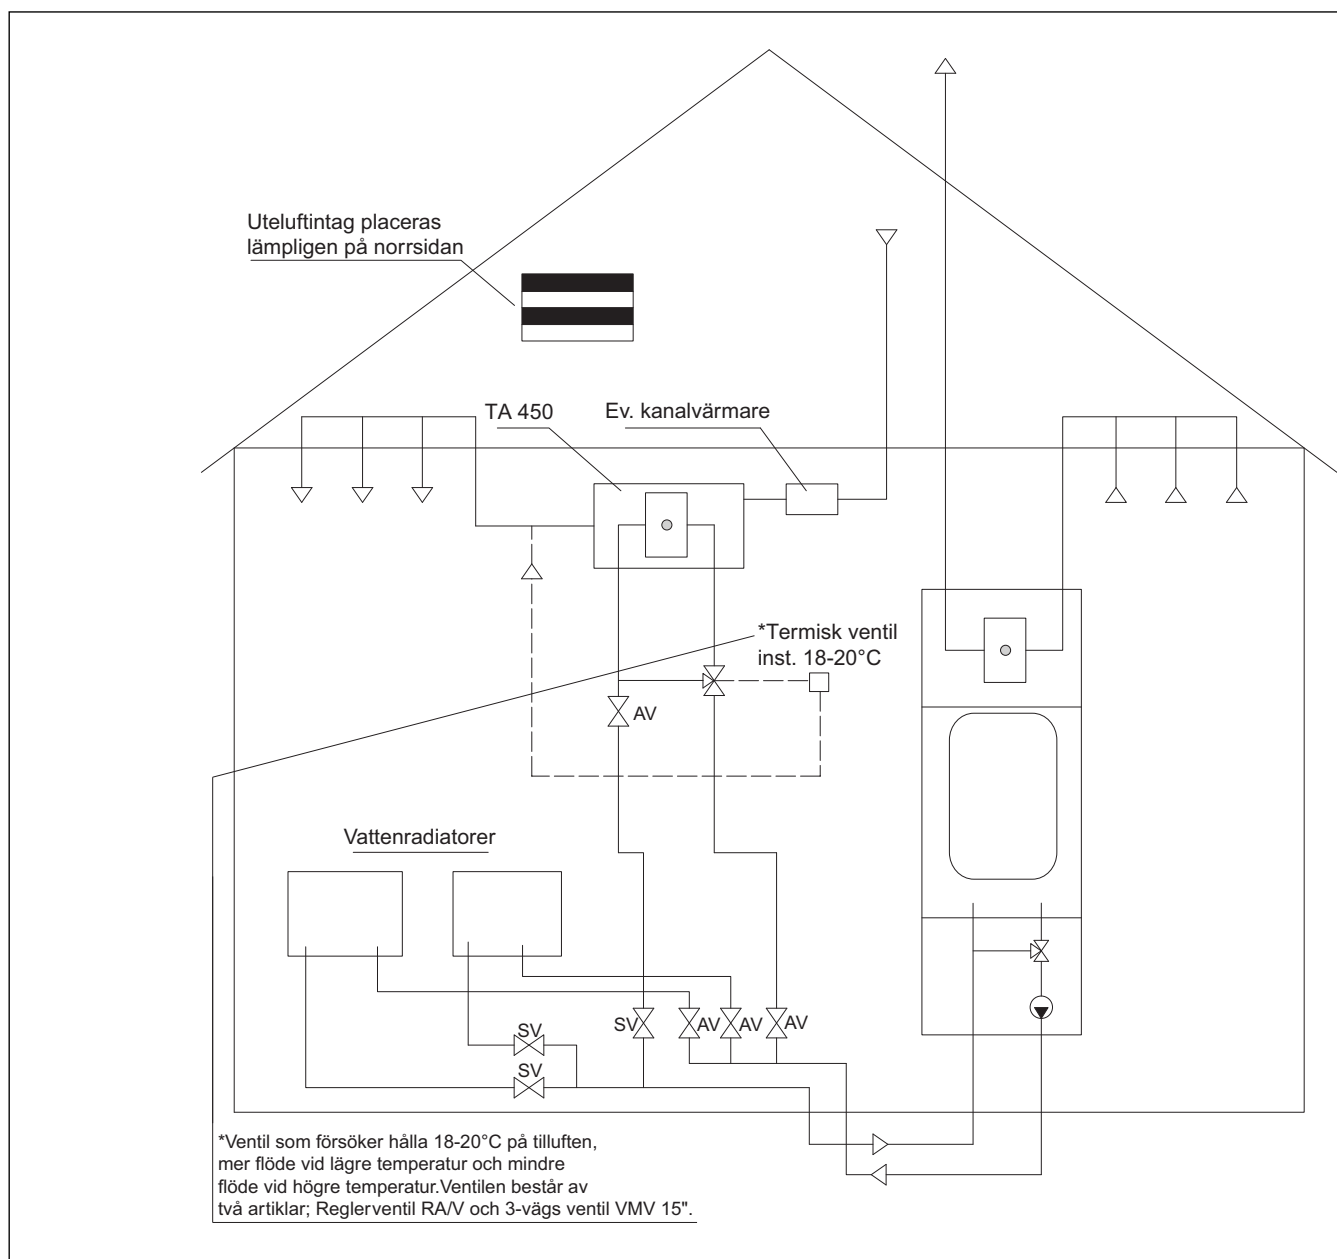 Uteluftintag placeras
lämpligen på norrsidan
TA 450
Ev. kanalvärmare
*Termisk ventil
inst. 18-20°C
AV
Vattenradiatorer
SV
SV
AV
AV
AV
SV
*Ventil som försöker hålla 18-20°C på tilluften,
mer flöde vid lägre temperatur och mindre
flöde vid högre temperatur.Ventilen består av
två artiklar; Reglerventil RA/V och 3-vägs ventil VMV 15".